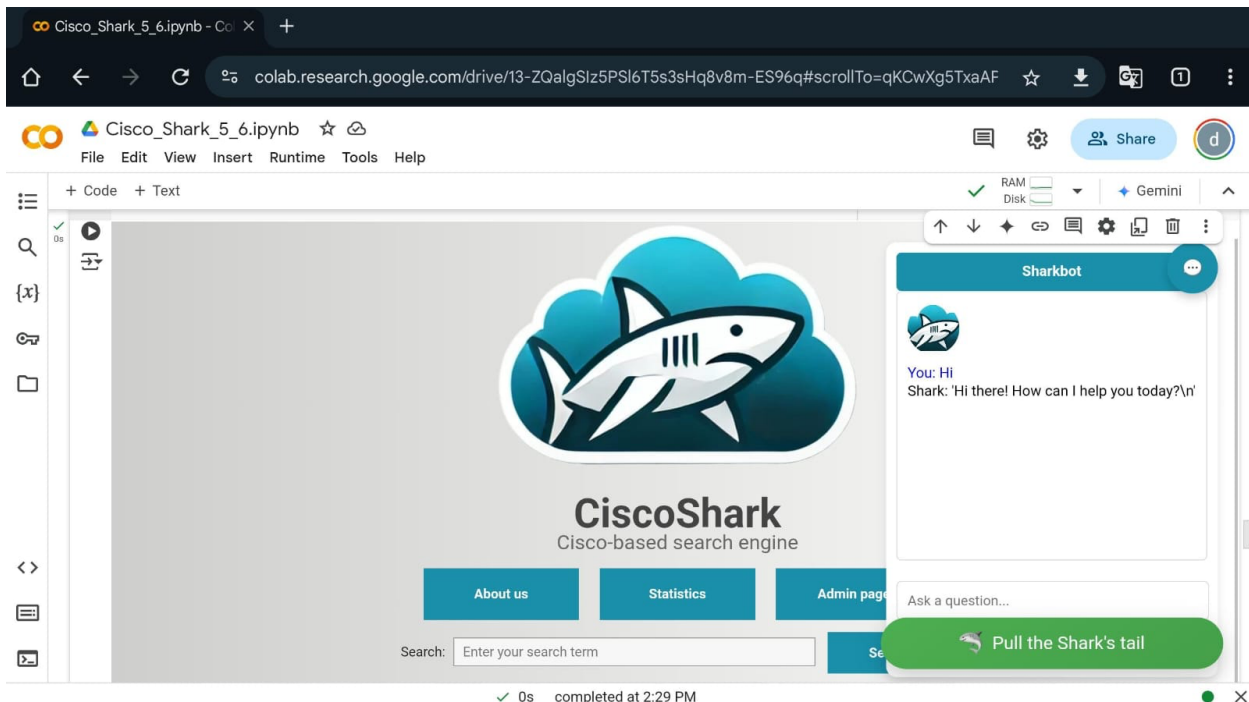 Cisco_Shark_5_6.ipynb - Co
colab.research.google.com/drive/13-ZQalgSIz5PSl6T5s3sHq8v8m-ES96q#scrollTo=qKCwXg5TxaAF
1
CO
Cisco_Shark_5_6.ipynb
File Edit View Insert Runtime Tools Help
Share
d
+ Code + Text
RAM
Disk
Gemini
0s
{x}
Sharkbot
You: Hi
Shark: 'Hi there! How can I help you today?\n'
CiscoShark
Cisco-based search engine
About us
Statistics
Admin page
Ask a question...
Search:
Enter your search term
Se
Pull the Shark's tail
0s completed at 2:29 PM